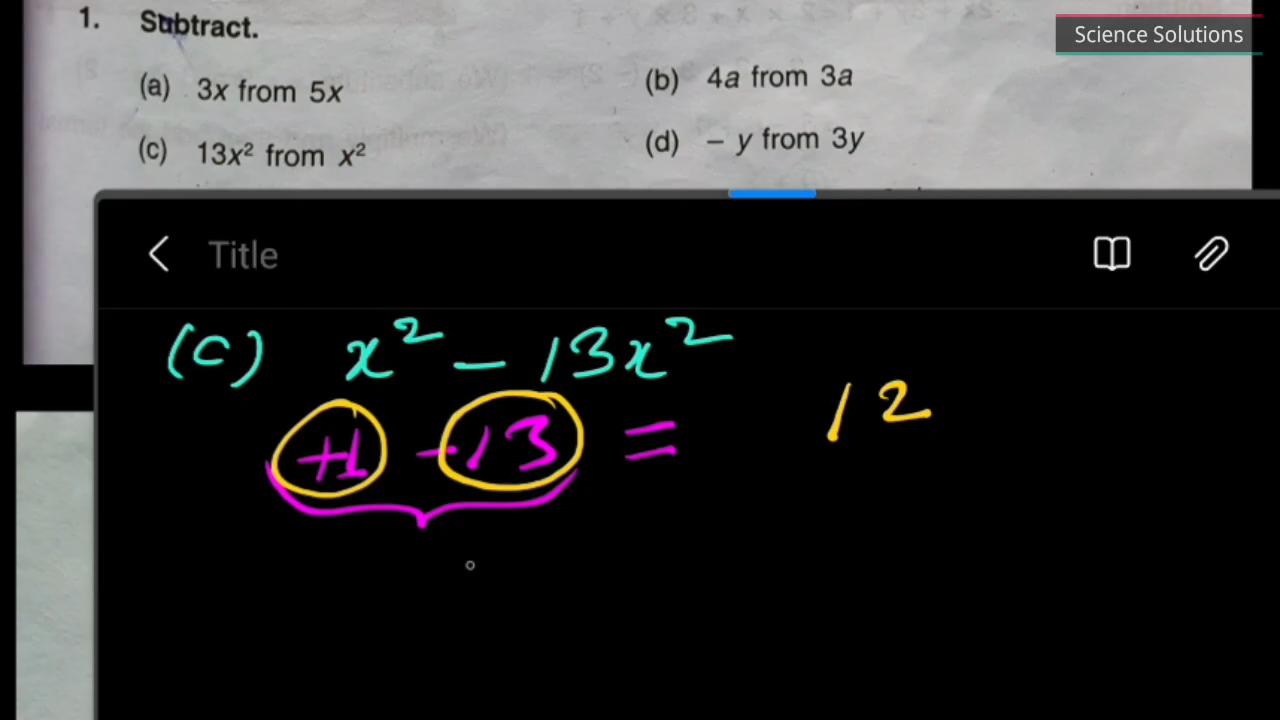 Science Solutions
1. Subtract.
(a) 3x from 5x
(b) 4a from 3a
(c) 13x² from x²
(d) – y from 3y
Title
(c) x² – 13x²
+1 –13 = 12